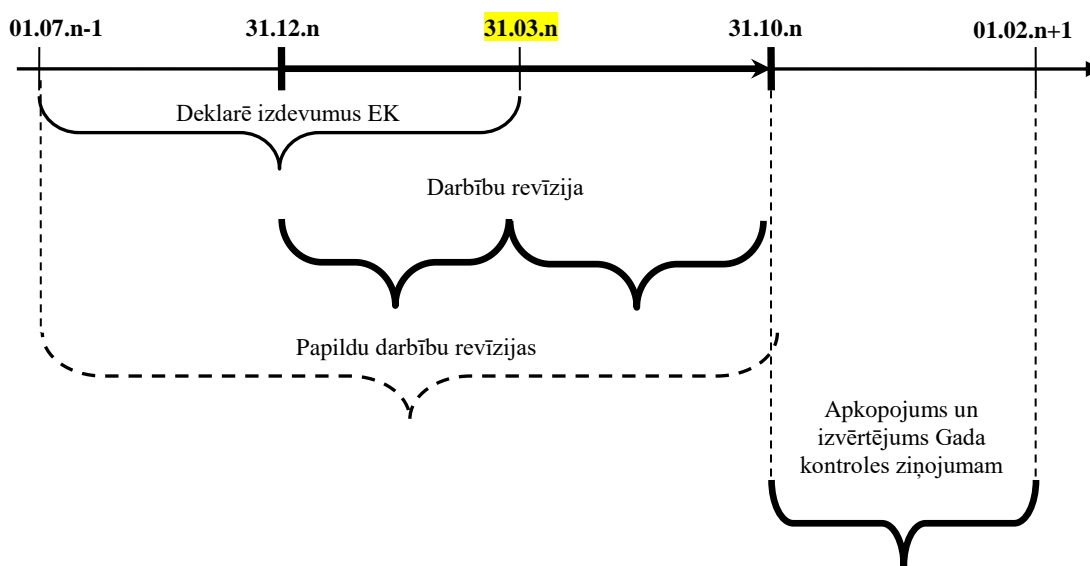 01.07.n-1 31.12.n 31.03.n 31.10.n 01.02.n+1
Deklarē izdevumus EK
Darbību revīzija
Papildu darbību revīzijas
Apkopojums un
izvērtējums Gada
kontroles ziņojumam